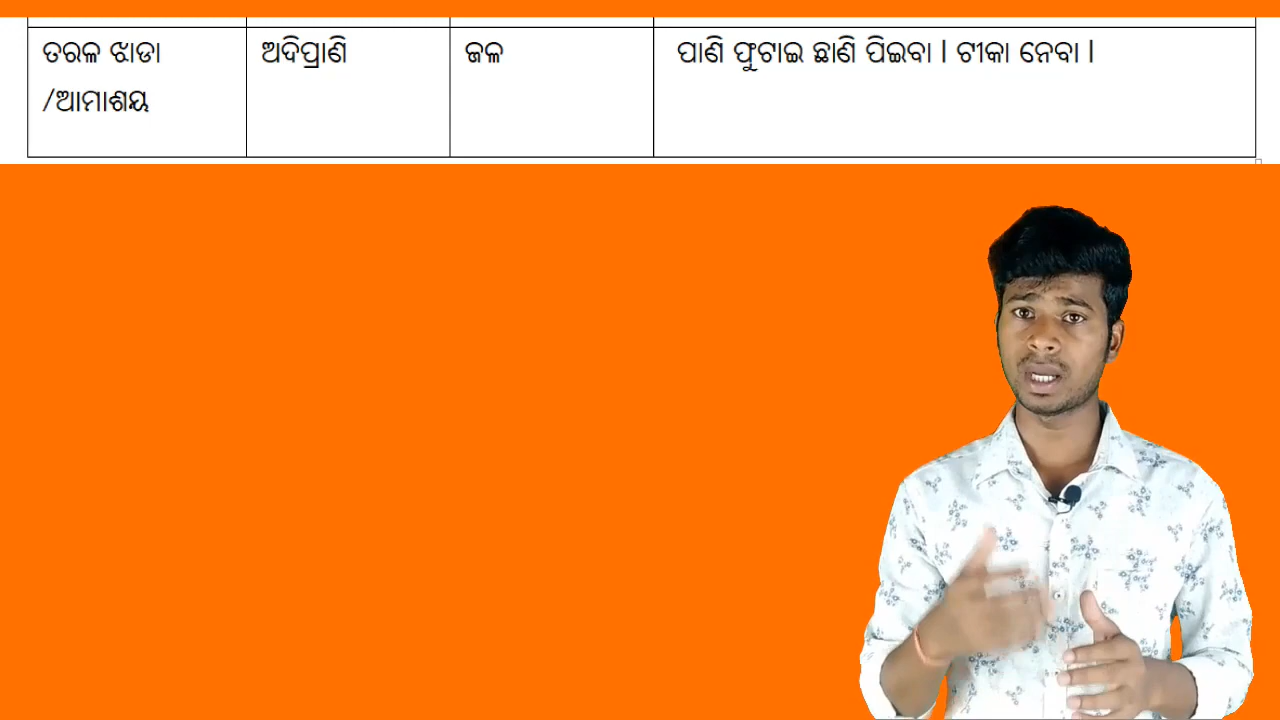 ତରଳ ଝାଡା ଅଦିପ୍ରାଣି ଜଳ ପାଣି ଫୁଟାଇ ଛାଣି ପିଇବା l ଟୀକା ନେବା l
/ଆମାଶୟ